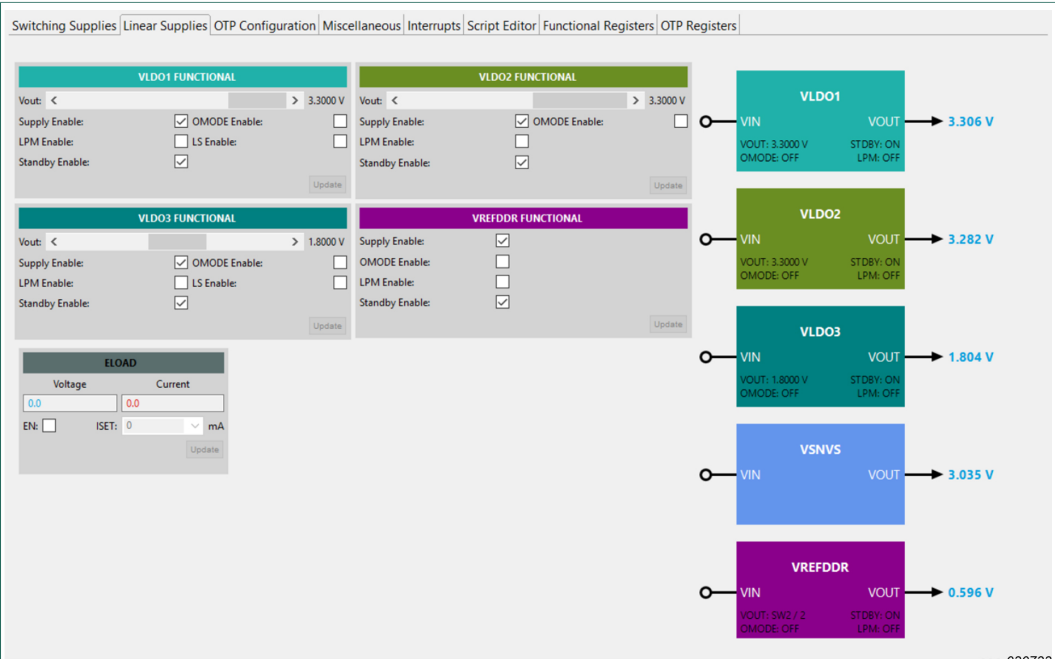 Switching Supplies Linear Supplies OTP Configuration Miscellaneous Interrupts Script Editor Functional Registers OTP Registers
VLDO1 FUNCTIONAL
Vout: < > 3.3000 V
Supply Enable: OMODE Enable:
LPM Enable: LS Enable:
Standby Enable:
Update
VLDO2 FUNCTIONAL
Vout: < > 3.3000 V
Supply Enable: OMODE Enable:
LPM Enable:
Standby Enable:
Update
VLDO3 FUNCTIONAL
Vout: < > 1.8000 V
Supply Enable: OMODE Enable:
LPM Enable: LS Enable:
Standby Enable:
Update
VREFDDR FUNCTIONAL
Supply Enable:
OMODE Enable:
LPM Enable:
Standby Enable:
Update
ELOAD
Voltage Current
0.0 0.0
EN: ISET: 0 mA
Update
VLDO1
VIN VOUT 3.306 V
VOUT: 3.3000 V STDBY: ON
OMODE: OFF LPM: OFF
VLDO2
VIN VOUT 3.282 V
VOUT: 3.3000 V STDBY: ON
OMODE: OFF LPM: OFF
VLDO3
VIN VOUT 1.804 V
VOUT: 1.8000 V STDBY: ON
OMODE: OFF LPM: OFF
VSNVS
VIN VOUT 3.035 V
VREFDDR
VIN VOUT 0.596 V
VOUT: SW2 / 2 STDBY: ON
OMODE: OFF LPM: OFF